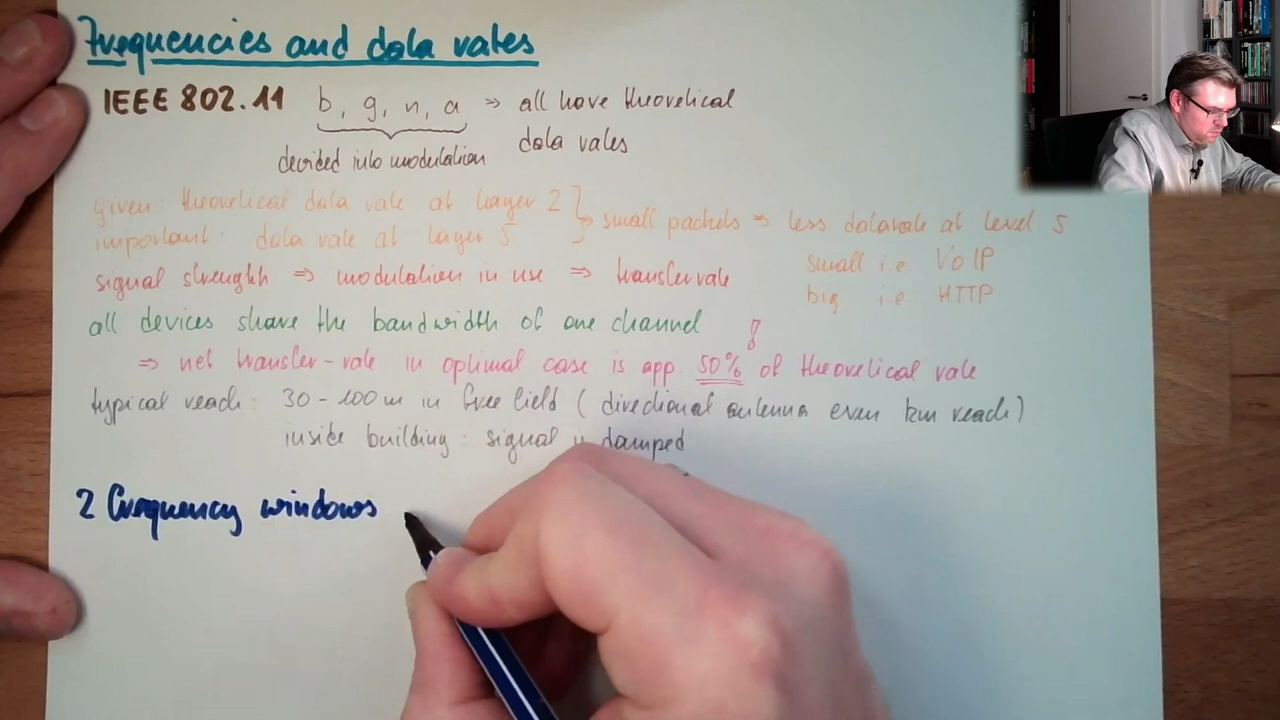 Frequencies and data rates
IEEE 802.11 b, g, n, a => all have theoretical
data rates
decided into modulation
given: theoretical data rate at layer 2
important: data rate at layer 5
=> small packets => less datarate at level 5
small i.e. VoIP
big i.e. HTTP
signal strenght => modulation in use => transferrate
all devices share the bandwidth of one channel !
=> net transfer-rate in optimal case is app. 50% of theoretical rate
typical reach: 30-100m in free field (directional antenna even km reach)
inside building: signal is damped
2 frequency windows